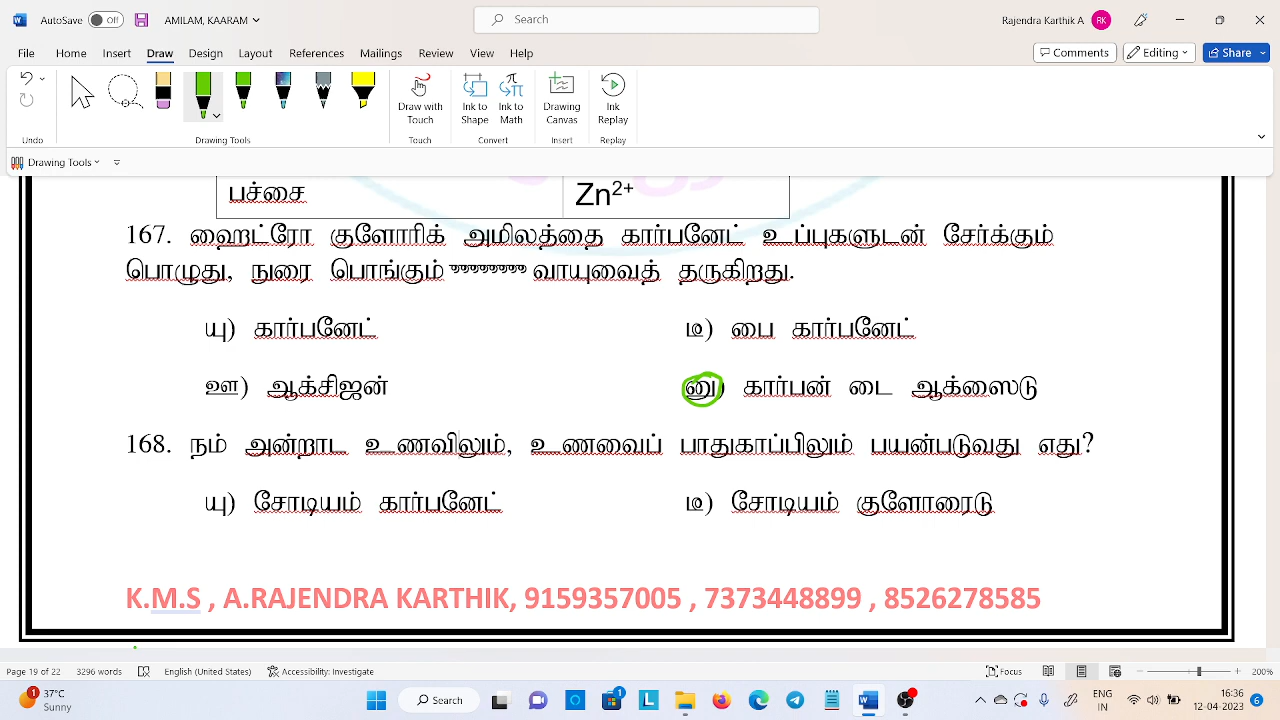 AutoSave Off AMILAM, KAARAM Search Rajendra Karthik A RK
File Home Insert Draw Design Layout References Mailings Review View Help Comments Editing Share
Draw with Touch Ink to Shape Ink to Math Drawing Canvas Ink Replay
Undo Drawing Tools Touch Convert Insert Replay
Drawing Tools
பச்சை Zn²⁺
167. ஹைட்ரோ குளோரிக் அமிலத்தை கார்பனேட் உப்புகளுடன் சேர்க்கும்
பொழுது, நுரை பொங்கும் வாயுவைத் தருகிறது.
யு) கார்பனேட் டீ) பை கார்பனேட்
ஊ) ஆக்சிஜன் னு) கார்பன் டை ஆக்ஸைடு
168. நம் அன்றாட உணவிலும், உணவைப் பாதுகாப்பிலும் பயன்படுவது எது?
யு) சோடியம் கார்பனேட் டீ) சோடியம் குளோரைடு
K.M.S , A.RAJENDRA KARTHIK, 9159357005 , 7373448899 , 8526278585
Page 19 of 22 3296 words English (United States) Accessibility: Investigate Focus 200%
1 37°C Sunny Search 1 ENG IN 16:36 12-04-2023 6